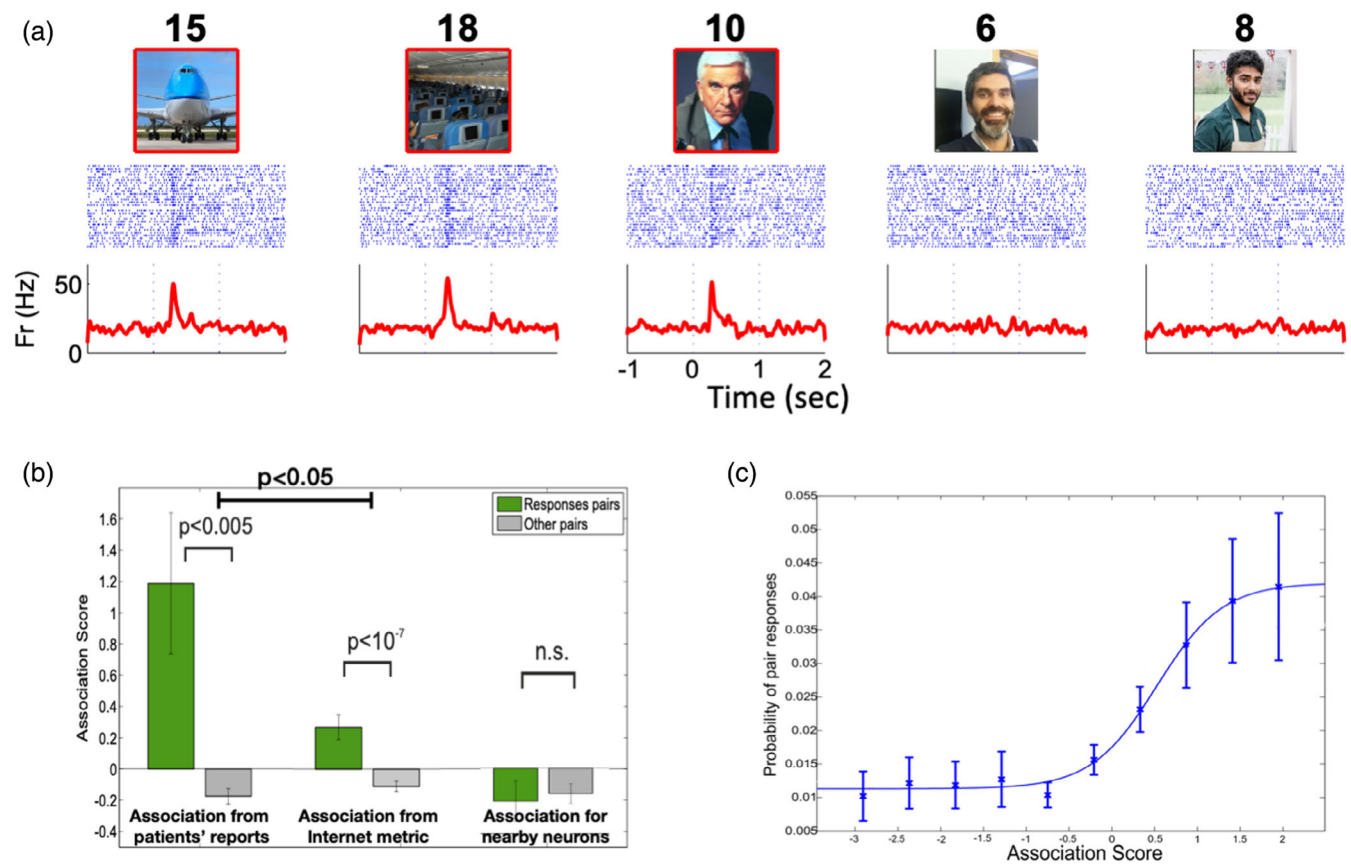 (a)
15 18 10 6 8
Fr (Hz)
50
0
-1 0 1 2
Time (sec)
(b)
p<0.05
Responses pairs
Other pairs
p<0.005
p<10⁻⁷
n.s.
Association Score
1.6
1.4
1.2
1
0.8
0.6
0.4
0.2
0
-0.2
-0.4
Association from
patients' reports
Association from
Internet metric
Association for
nearby neurons
(c)
Probability of pair responses
0.055
0.05
0.045
0.04
0.035
0.03
0.025
0.02
0.015
0.01
0.005
-3 -2.5 -2 -1.5 -1 -0.5 0 0.5 1 1.5 2
Association Score